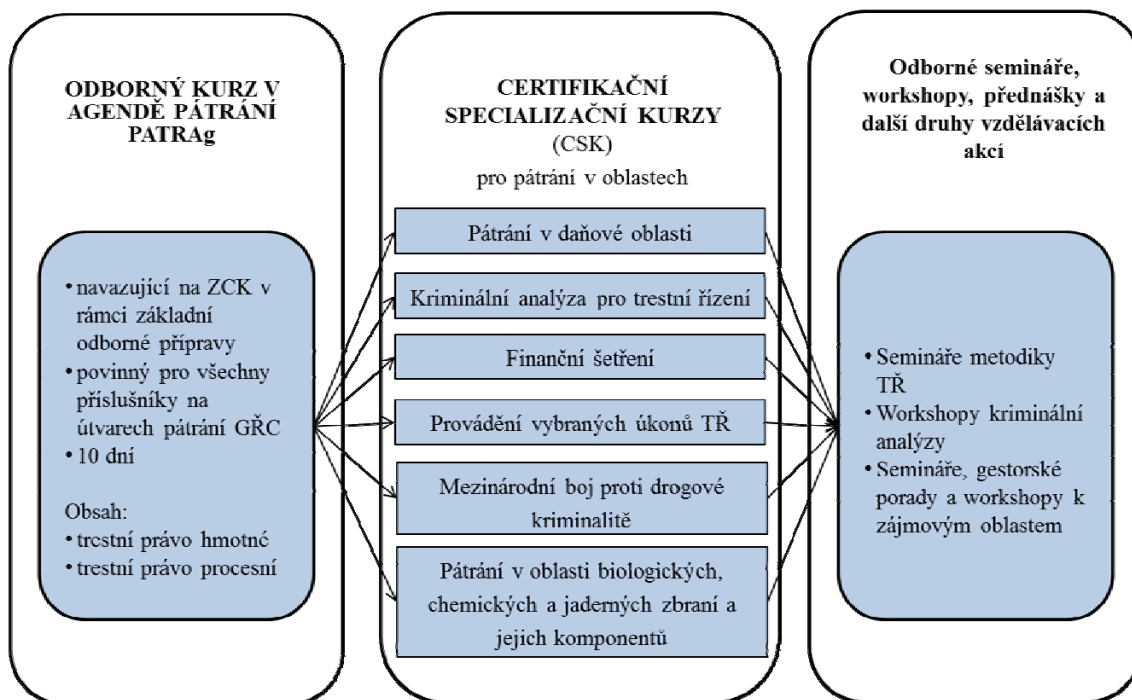 ODBORNÝ KURZ V
AGENDĚ PÁTRÁNÍ
PATRAg
• navazující na ZCK v
rámci základní
odborné přípravy
• povinný pro všechny
příslušníky na
útvarech pátrání GŘC
• 10 dní
Obsah:
• trestní právo hmotné
• trestní právo procesní
CERTIFIKAČNÍ
SPECIALIZAČNÍ KURZY
(CSK)
pro pátrání v oblastech
Pátrání v daňové oblasti
Kriminální analýza pro trestní řízení
Finanční šetření
Provádění vybraných úkonů TŘ
Mezinárodní boj proti drogové
kriminalitě
Pátrání v oblasti biologických,
chemických a jaderných zbraní a
jejich komponentů
Odborné semináře,
workshopy, přednášky a
další druhy vzdělávacích
akcí
• Semináře metodiky
TŘ
• Workshopy kriminální
analýzy
• Semináře, gestorské
porady a workshopy k
zájmovým oblastem